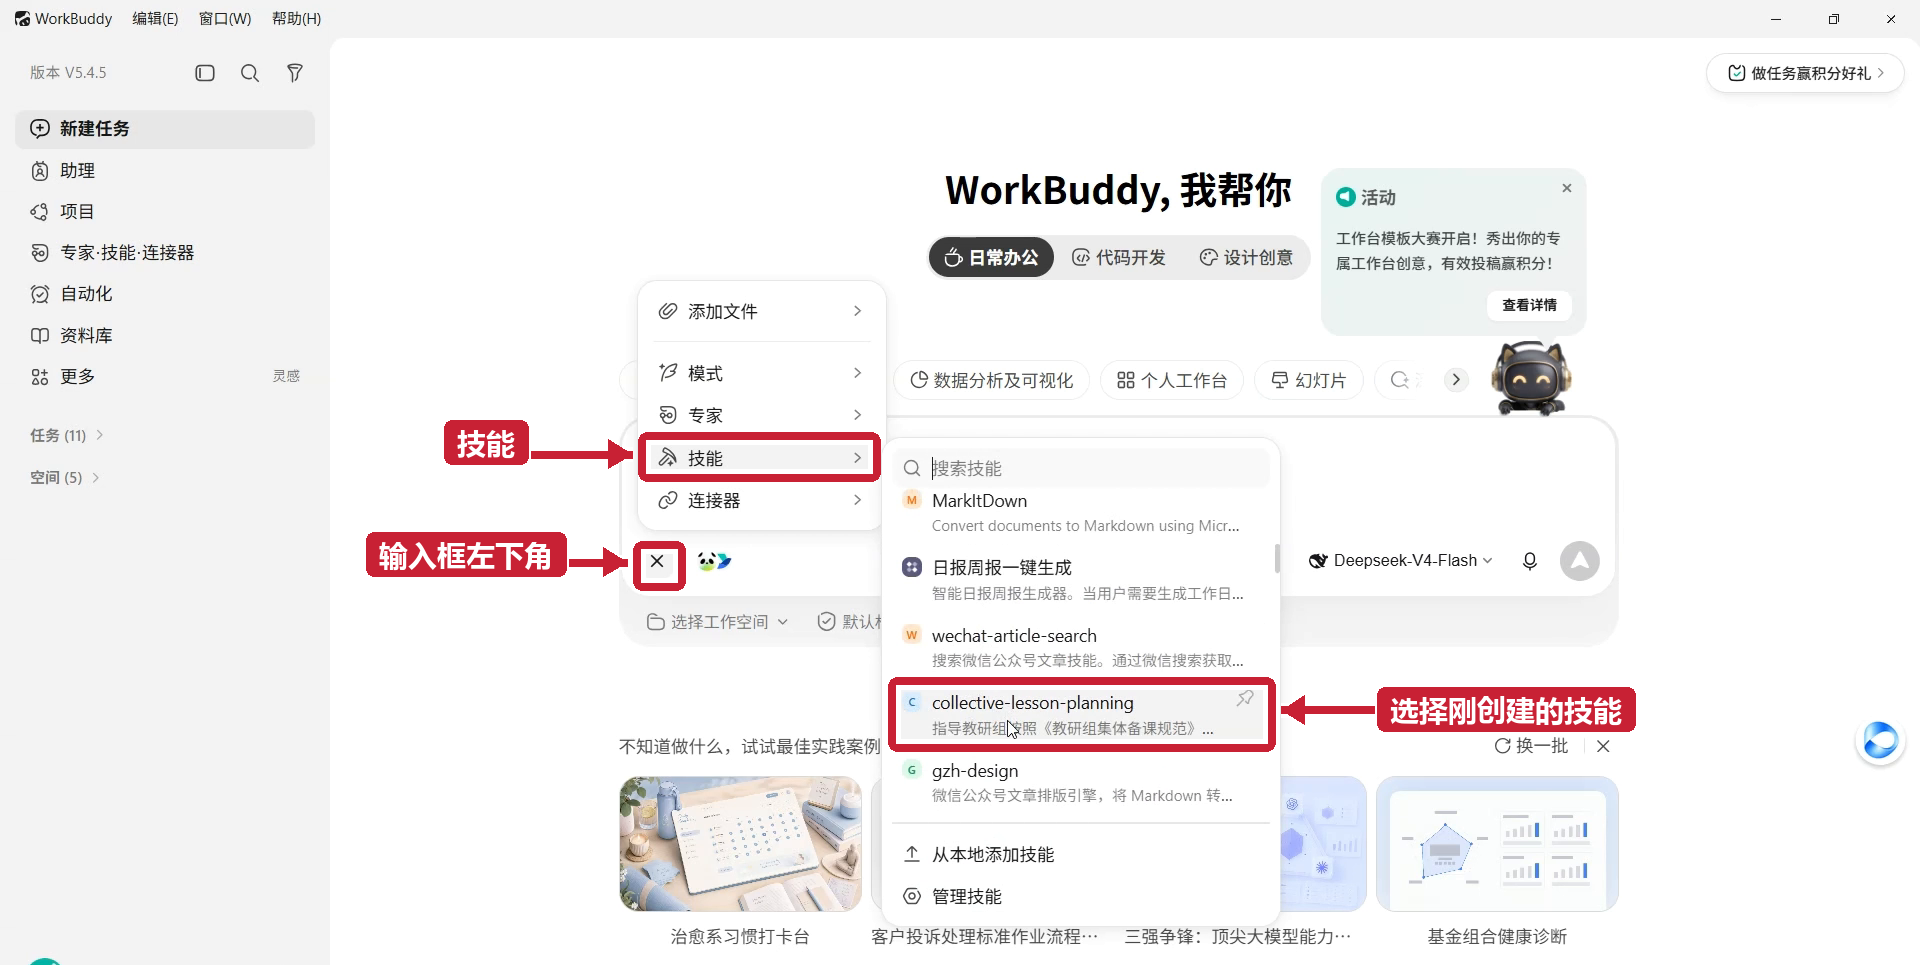 WorkBuddy 编辑(E) 窗口(W) 帮助(H)
版本 V5.4.5
做任务赢积分好礼
新建任务
助理
项目
专家·技能·连接器
自动化
资料库
更多 灵感
任务 (11)
空间 (5)
WorkBuddy, 我帮你
日常办公 代码开发 设计创意
活动
工作台模板大赛开启！秀出你的专
属工作台创意，有效投稿赢积分！
查看详情
添加文件
模式
专家
技能
连接器
数据分析及可视化 个人工作台 幻灯片
技能
输入框左下角
搜索技能
M MarkItDown
Convert documents to Markdown using Micr...
日报周报一键生成
智能日报周报生成器。当用户需要生成工作日...
W wechat-article-search
搜索微信公众号文章技能。通过微信搜索获取...
C collective-lesson-planning
指导教研组按照《教研组集体备课规范》...
G gzh-design
微信公众号文章排版引擎，将 Markdown 转...
从本地添加技能
管理技能
选择刚创建的技能
Deepseek-V4-Flash
选择工作空间 默认
不知道做什么，试试最佳实践案例
换一批
治愈系习惯打卡台
客户投诉处理标准作业流程…
三强争锋：顶尖大模型能力…
基金组合健康诊断